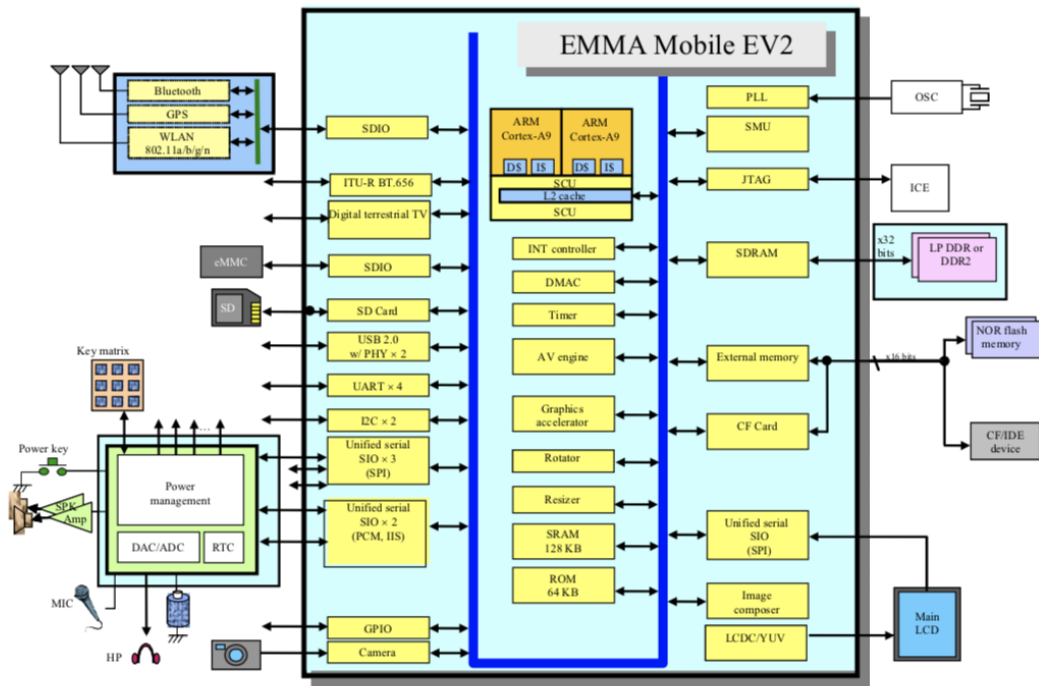 EMMA Mobile EV2
Bluetooth
GPS
WLAN
802.11a/b/g/n
SDIO
ITU-R BT.656
Digital terrestrial TV
eMMC
SDIO
SD
SD Card
USB 2.0
w/ PHY × 2
UART × 4
I2C × 2
Unified serial
SIO × 3
(SPI)
Unified serial
SIO × 2
(PCM, IIS)
GPIO
Camera
Key matrix
...
Power key
Power
management
SPK
Amp
DAC/ADC
RTC
MIC
HP
ARM
Cortex-A9
ARM
Cortex-A9
D$
I$
D$
I$
SCU
L2 cache
SCU
INT controller
DMAC
Timer
AV engine
Graphics
accelerator
Rotator
Resizer
SRAM
128 KB
ROM
64 KB
PLL
SMU
JTAG
SDRAM
External memory
CF Card
Unified serial
SIO
(SPI)
Image
composer
LCDC/YUV
OSC
ICE
x32
bits
LP DDR or
DDR2
x16 bits
NOR flash
memory
CF/IDE
device
Main
LCD